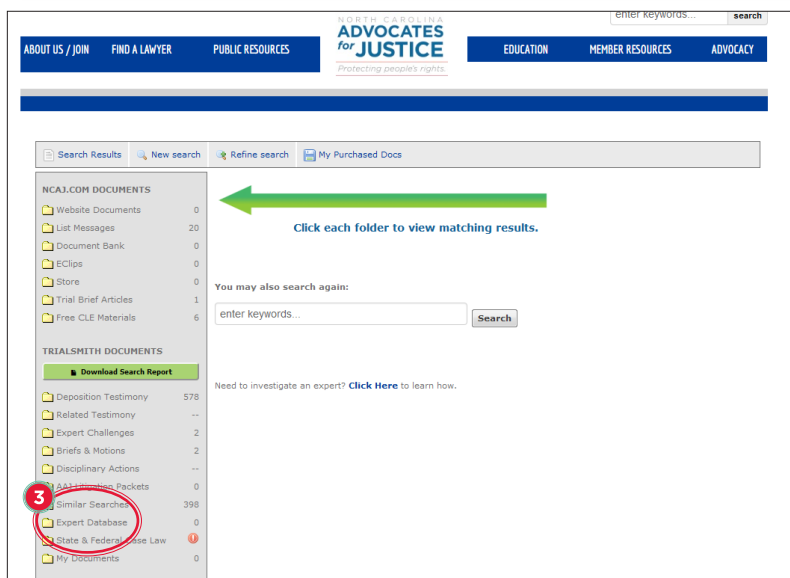 enter keywords... search
NORTH CAROLINA
ADVOCATES
for JUSTICE
Protecting people's rights
ABOUT US / JOIN FIND A LAWYER PUBLIC RESOURCES EDUCATION MEMBER RESOURCES ADVOCACY
Search Results New search Refine search My Purchased Docs
NCAJ.COM DOCUMENTS
Website Documents 0
List Messages 20
Document Bank 0
EClips 0
Store 0
Trial Brief Articles 1
Free CLE Materials 6
TRIALSMITH DOCUMENTS
Download Search Report
Deposition Testimony 578
Related Testimony --
Expert Challenges 2
Briefs & Motions 2
Disciplinary Actions --
AAJ Litigation Packets 0
3
Similar Searches 398
Expert Database 0
State & Federal Case Law
My Documents 0
Click each folder to view matching results.
You may also search again:
enter keywords... Search
Need to investigate an expert? Click Here to learn how.